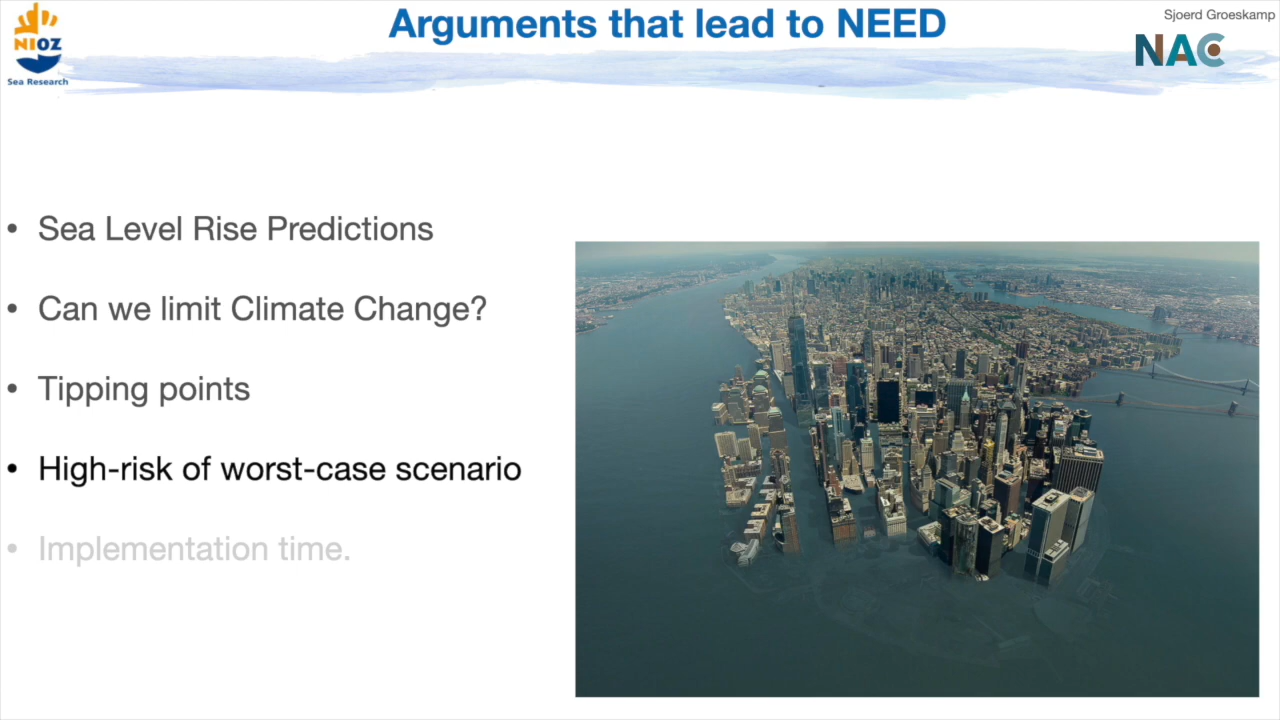 Arguments that lead to NEED
Sjoerd Groeskamp
NIOZ
Sea Research
NAC
• Sea Level Rise Predictions
• Can we limit Climate Change?
• Tipping points
• High-risk of worst-case scenario
• Implementation time.